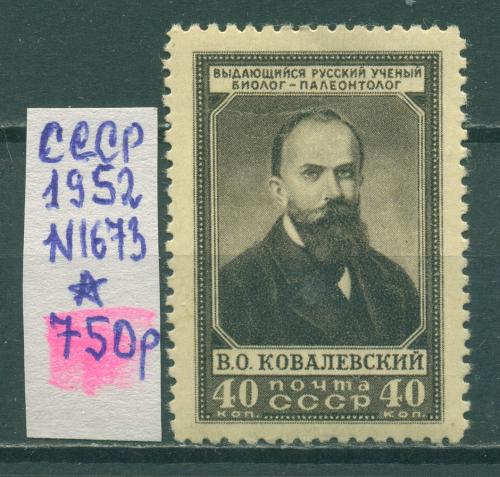 СССР
1952
N1673
☆
750р
ВЫДАЮЩИЙСЯ РУССКИЙ УЧЕНЫЙ
БИОЛОГ-ПАЛЕОНТОЛОГ
В.О. КОВАЛЕВСКИЙ
40 ПОЧТА 40
КОП. СССР КОП.